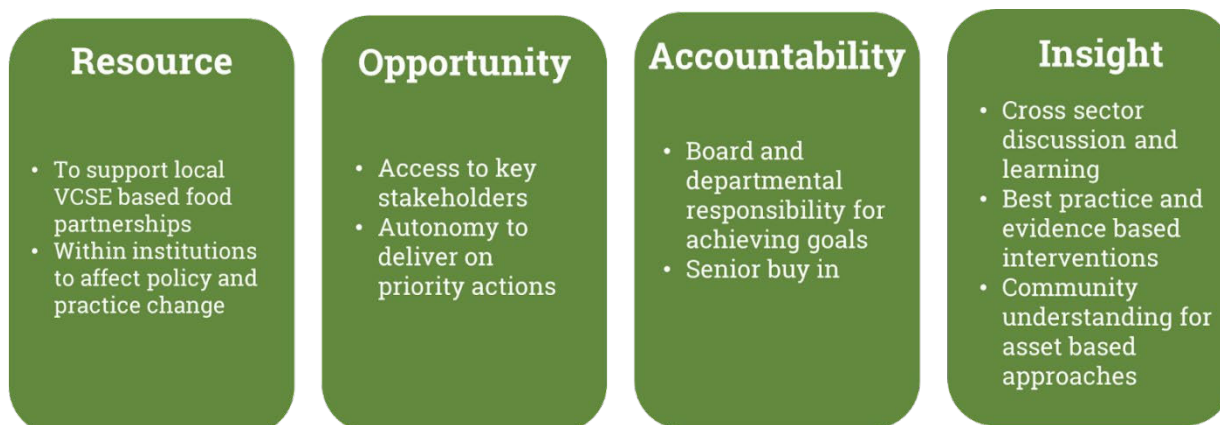 Resource
• To support local
VCSE based food
partnerships
• Within institutions
to affect policy and
practice change
Opportunity
• Access to key
stakeholders
• Autonomy to
deliver on
priority actions
Accountability
• Board and
departmental
responsibility for
achieving goals
• Senior buy in
Insight
• Cross sector
discussion and
learning
• Best practice and
evidence based
interventions
• Community
understanding for
asset based
approaches